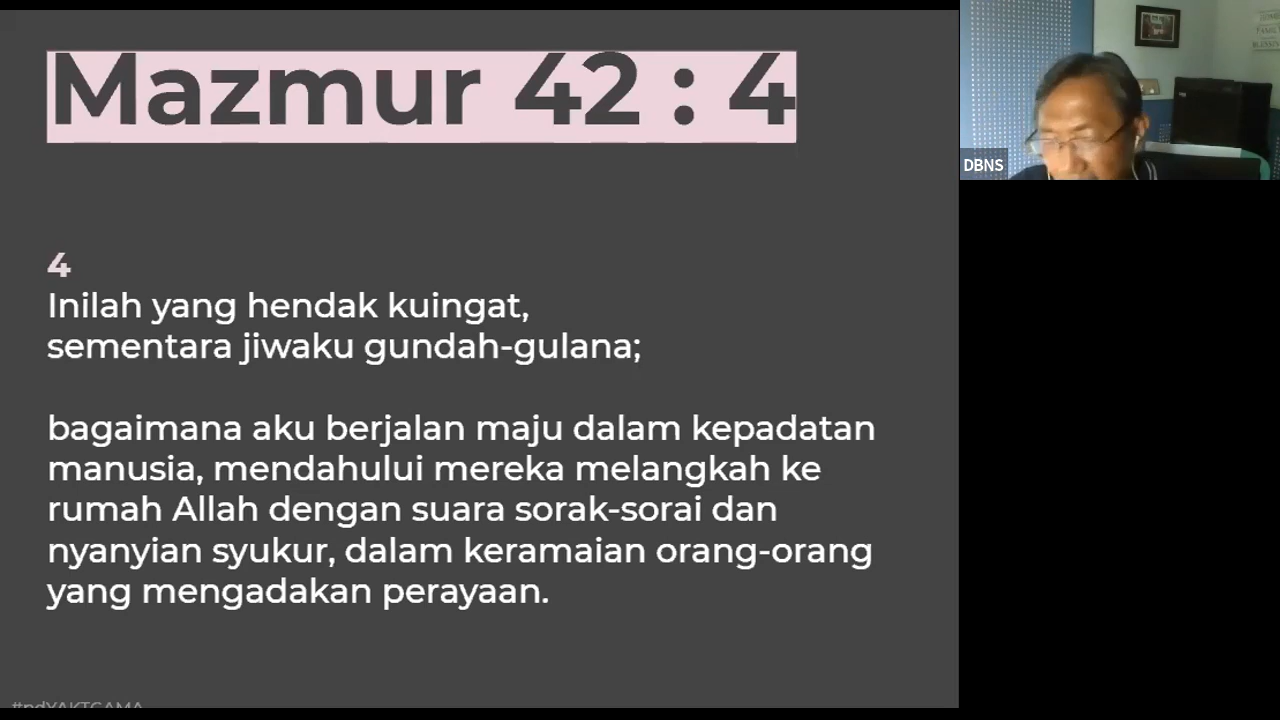 Mazmur 42 : 4
4
Inilah yang hendak kuingat,
sementara jiwaku gundah-gulana;
bagaimana aku berjalan maju dalam kepadatan
manusia, mendahului mereka melangkah ke
rumah Allah dengan suara sorak-sorai dan
nyanyian syukur, dalam keramaian orang-orang
yang mengadakan perayaan.
DBNS